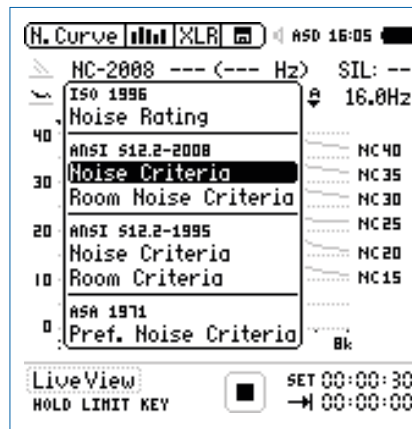 N. Curve XLR ASD 16:05
NC-2008 --- (--- Hz) SIL: --
ISO 1996
16.0Hz
Noise Rating
40
ANSI S12.2-2008
NC40
Noise Criteria
NC35
30
Room Noise Criteria
NC30
NC25
20
ANSI S12.2-1995
Noise Criteria
NC20
10
Room Criteria
NC15
ASA 1971
0
Pref. Noise Criteria
8k
LiveView
SET 00:00:30
HOLD LIMIT KEY
00:00:00